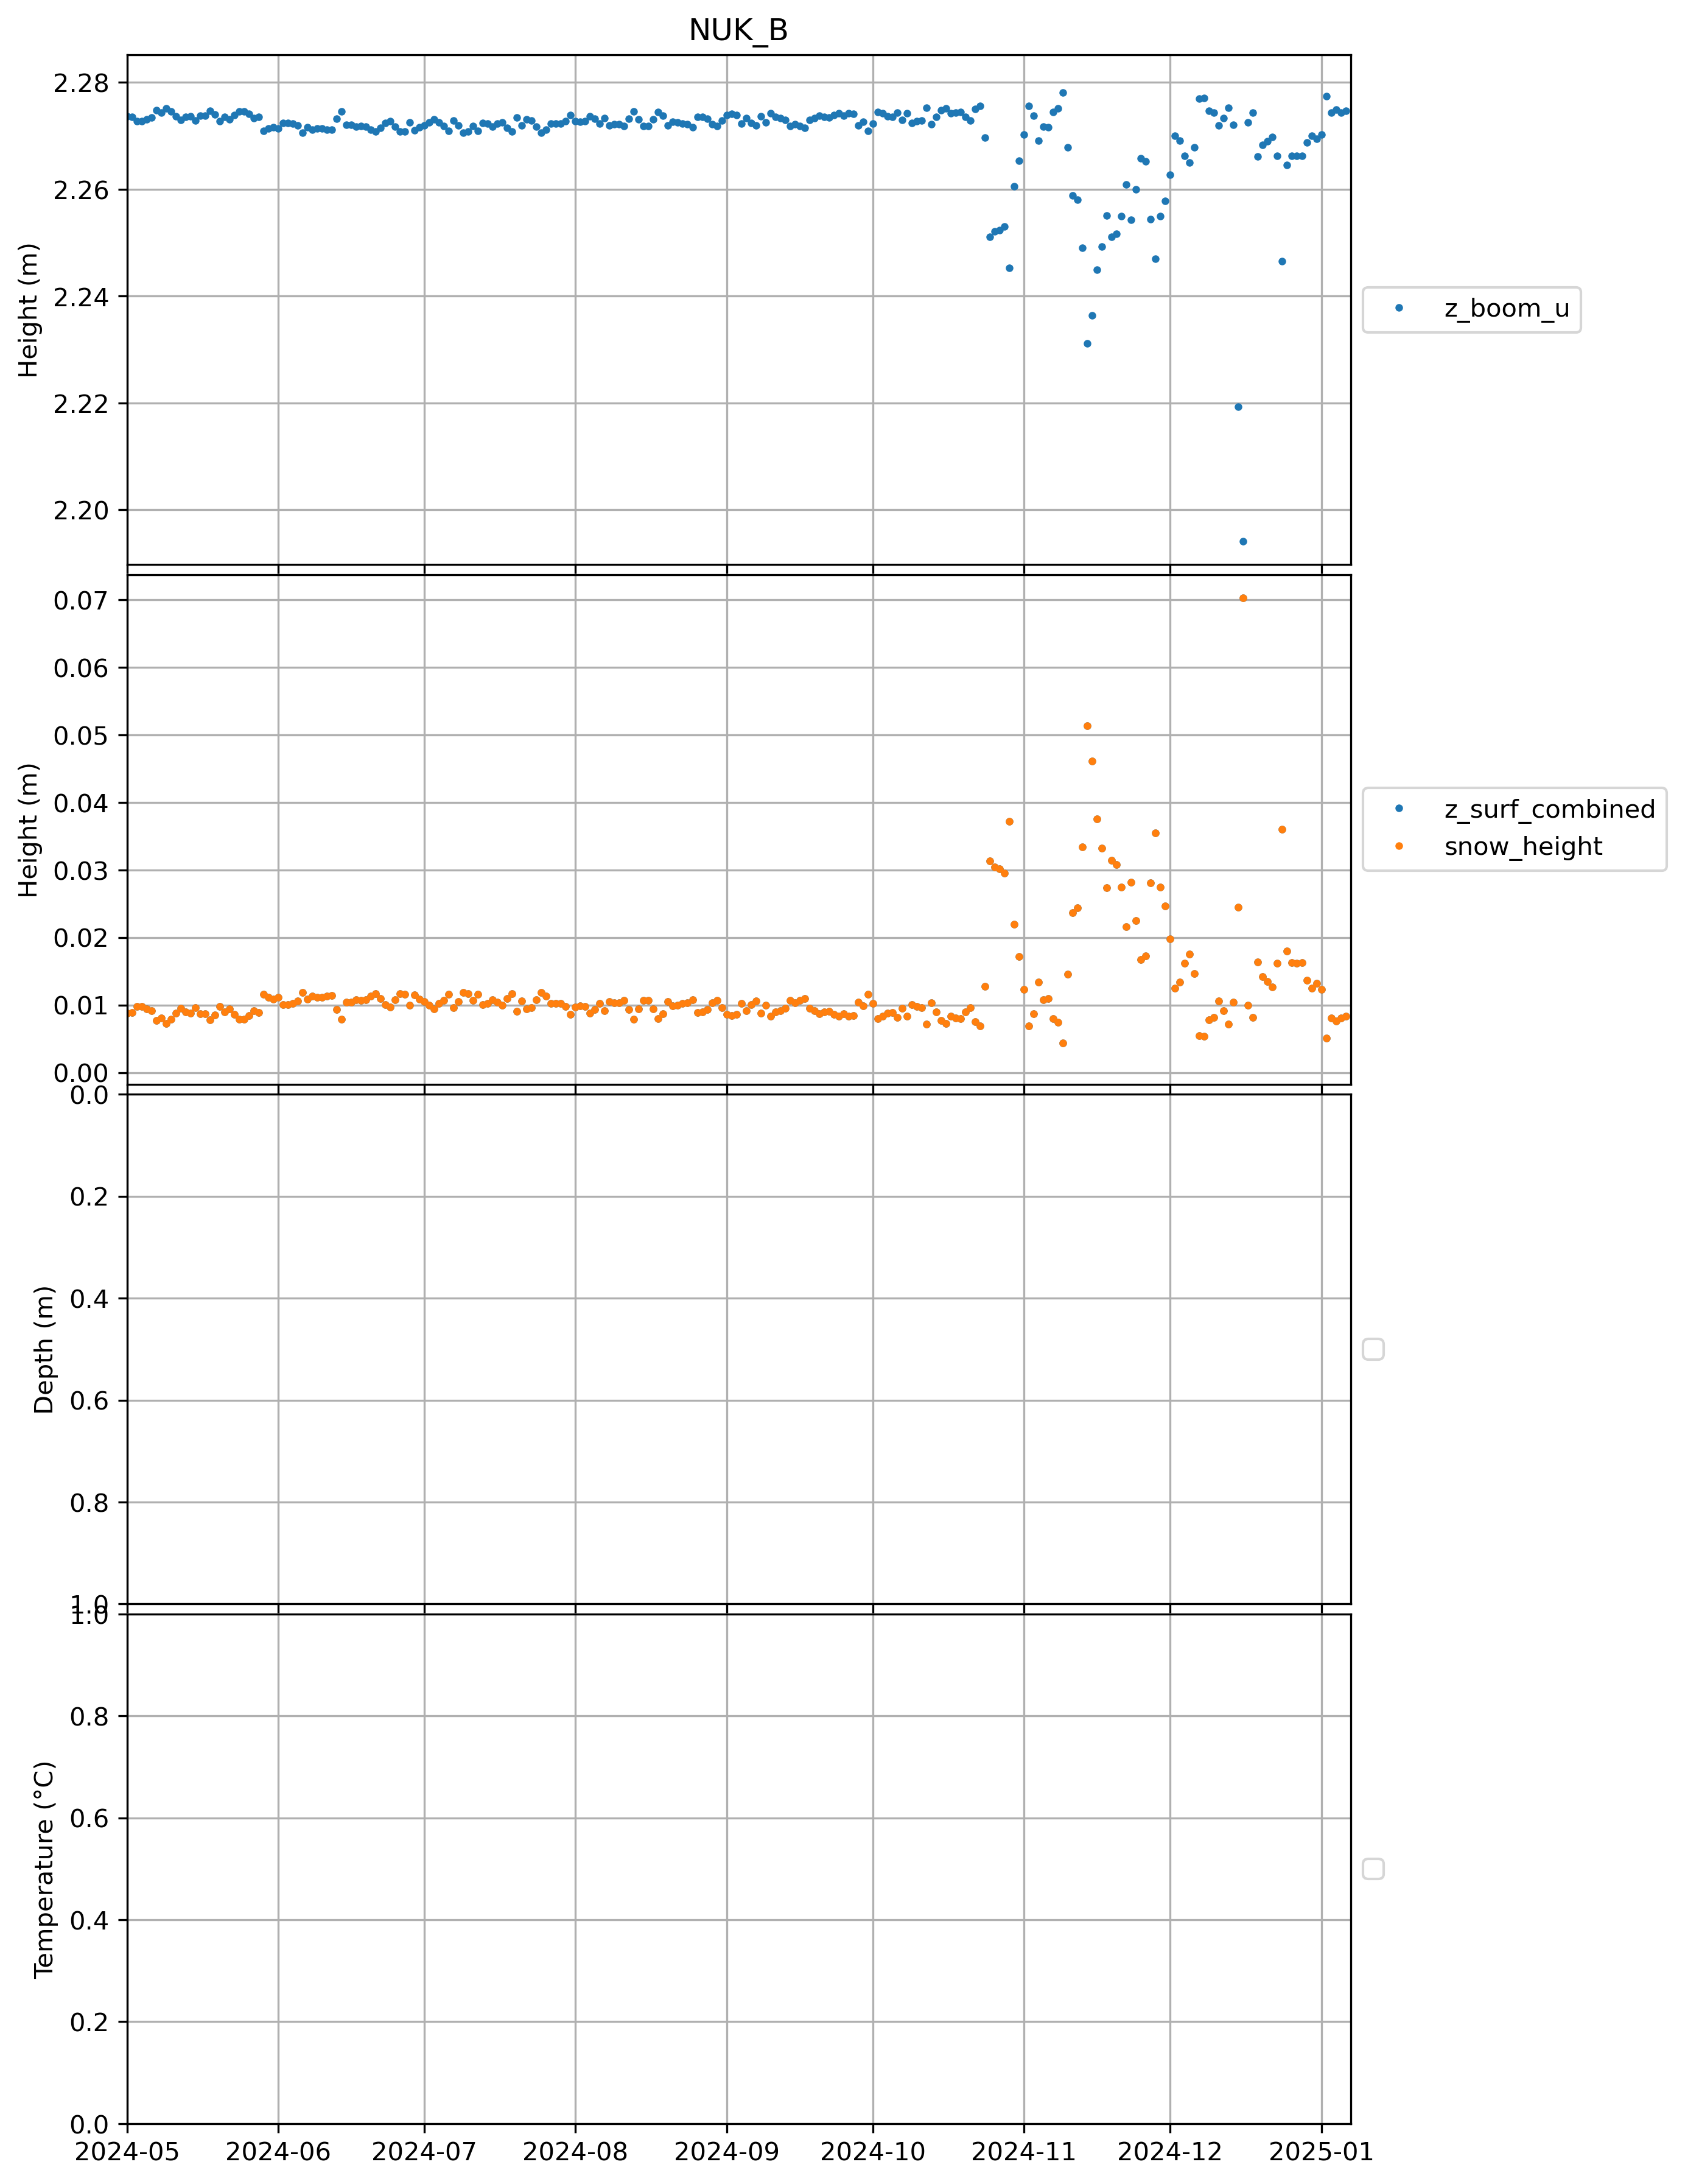 NUK_B
2.28
2.26
2.24
2.22
2.20
Height (m)
z_boom_u
0.07
0.06
0.05
0.04
0.03
0.02
0.01
0.00
Height (m)
z_surf_combined
snow_height
0.0
0.2
0.4
0.6
0.8
1.0
Depth (m)
1.0
0.8
0.6
0.4
0.2
0.0
Temperature (°C)
2024-05 2024-06 2024-07 2024-08 2024-09 2024-10 2024-11 2024-12 2025-01